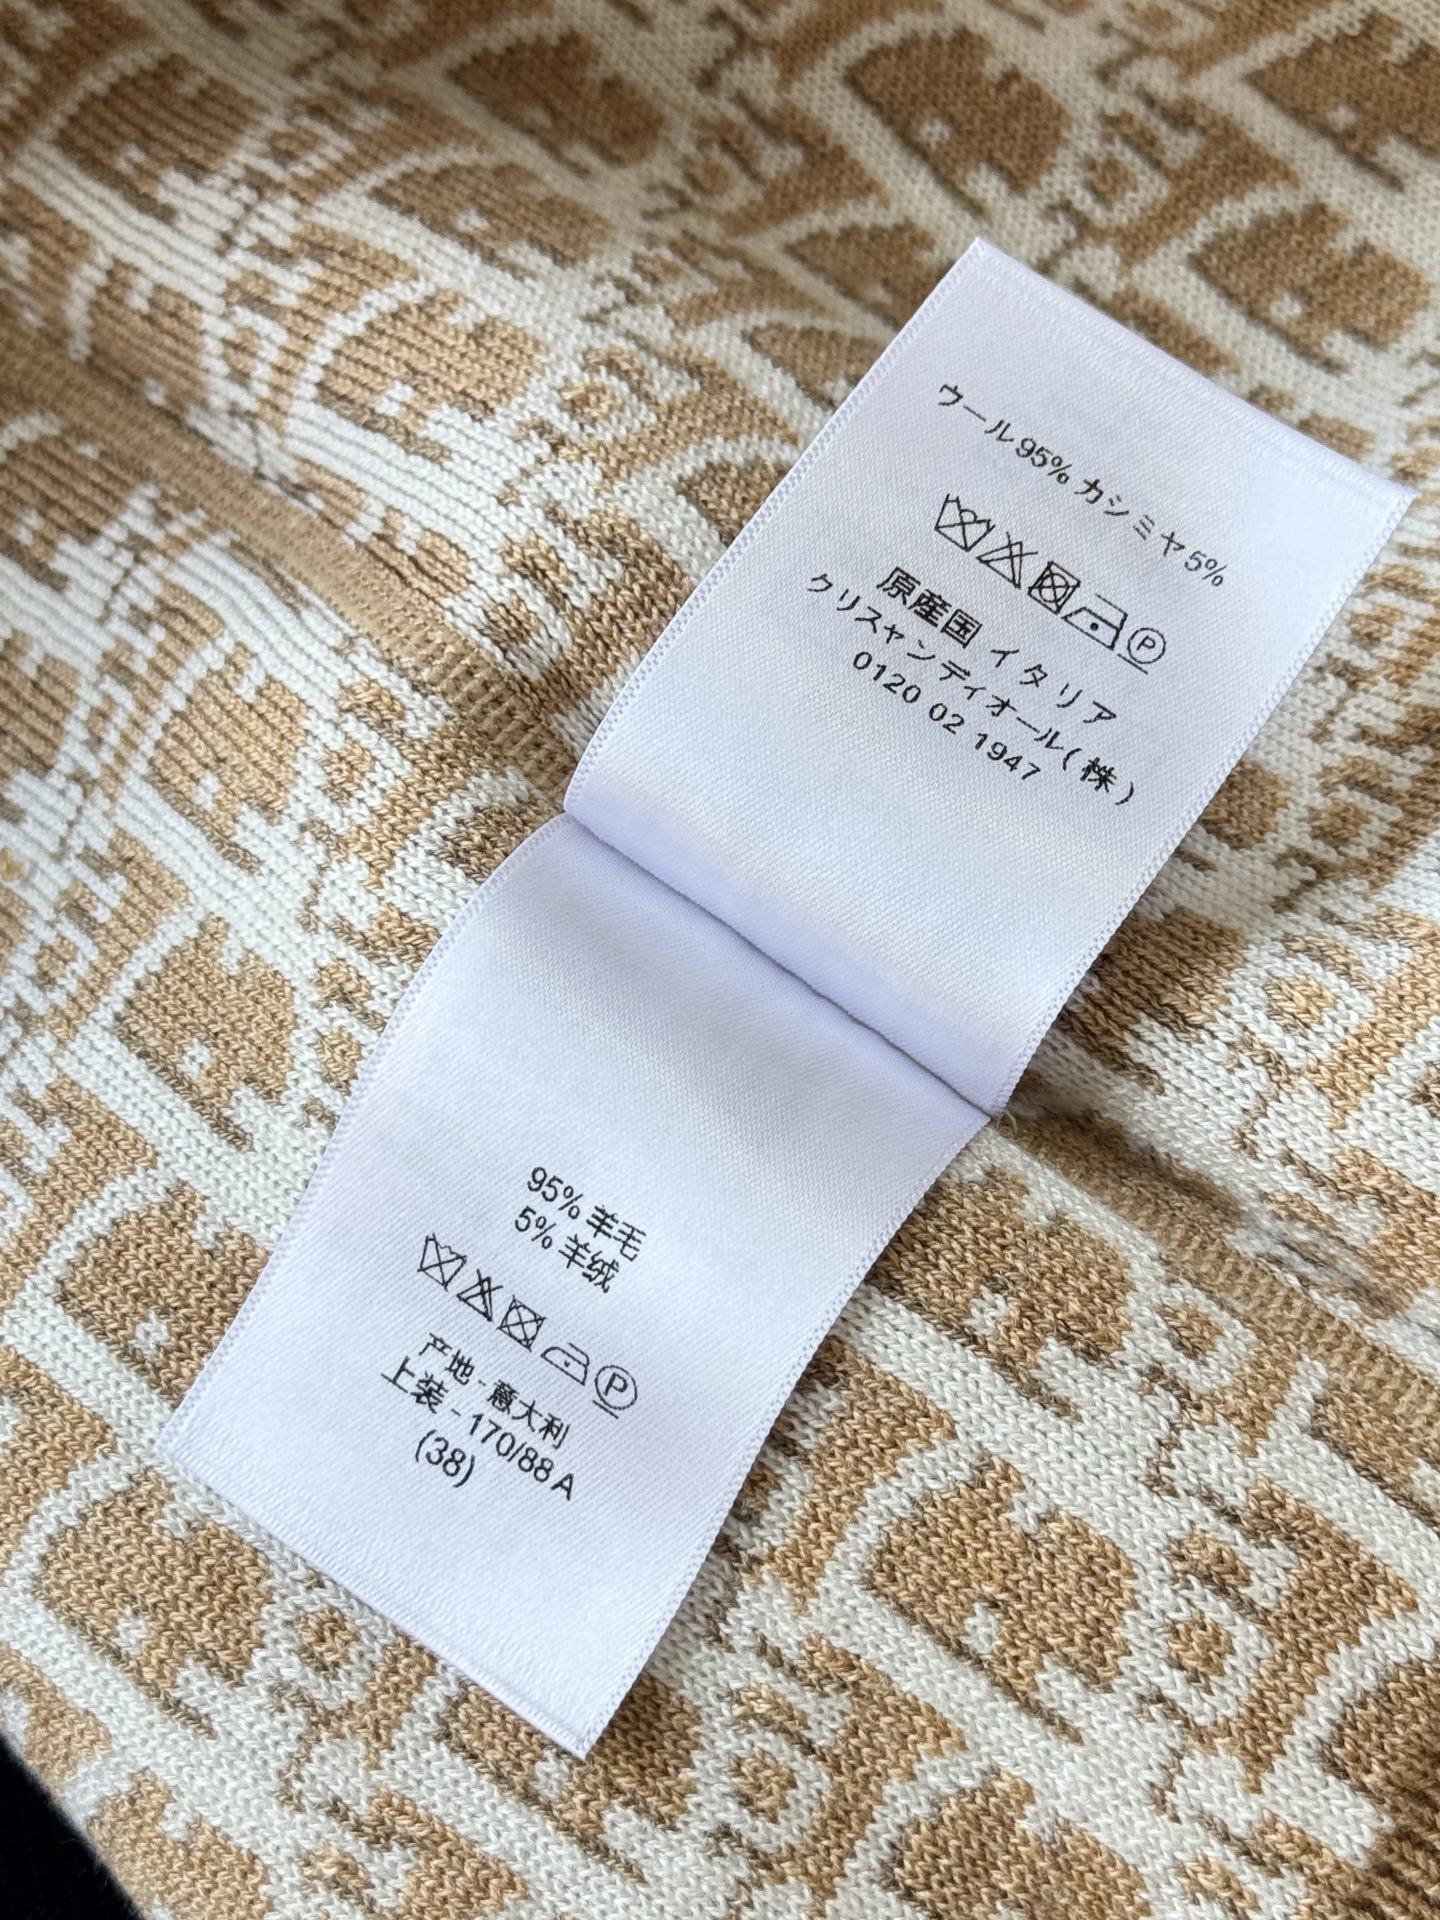 ウール95% カシミヤ5%
P
原産国 イタリア
クリスャンディオール(株)
0120 02 1947
95% 羊毛
5% 羊绒
P
产地 - 意大利
上装 - 170/88 A
(38)